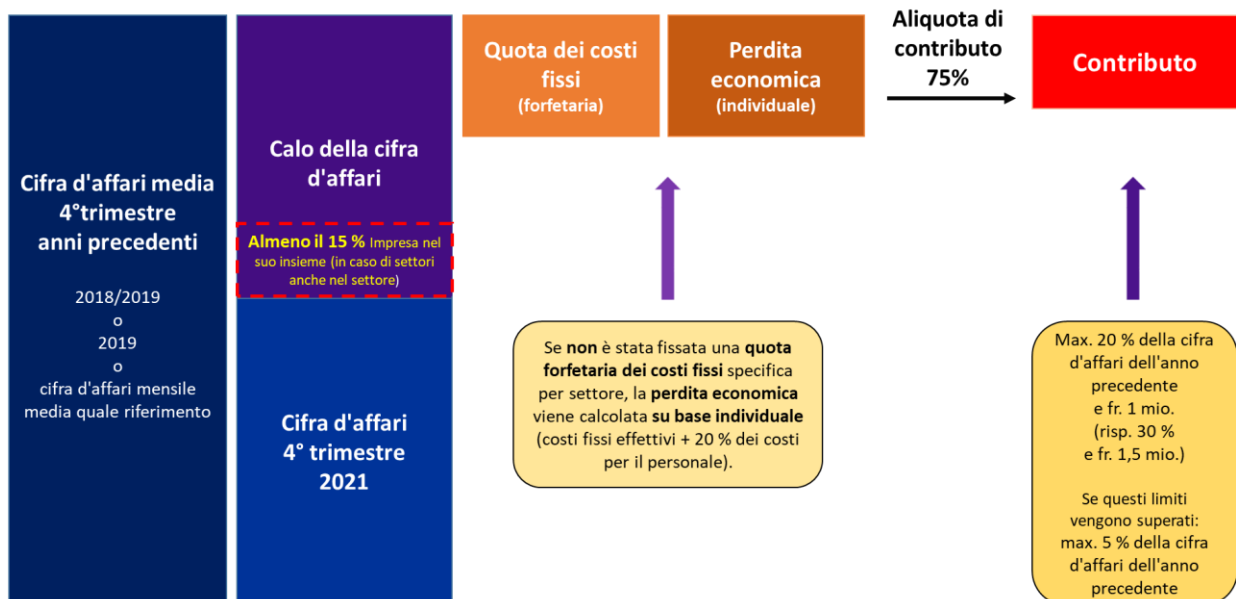 Cifra d'affari media
4°trimestre
anni precedenti
2018/2019
o
2019
o
cifra d'affari mensile
media quale riferimento
Calo della cifra
d'affari
Almeno il 15 % Impresa nel
suo insieme (in caso di settori
anche nel settore)
Cifra d'affari
4° trimestre
2021
Quota dei costi
fissi
(forfetaria)
Perdita
economica
(individuale)
Se non è stata fissata una quota
forfetaria dei costi fissi specifica
per settore, la perdita economica
viene calcolata su base individuale
(costi fissi effettivi + 20 % dei costi
per il personale).
Aliquota di
contributo
75%
Contributo
Max. 20 % della cifra
d'affari dell'anno
precedente
e fr. 1 mio.
(risp. 30 %
e fr. 1,5 mio.)
Se questi limiti
vengono superati:
max. 5 % della cifra
d'affari dell'anno
precedente